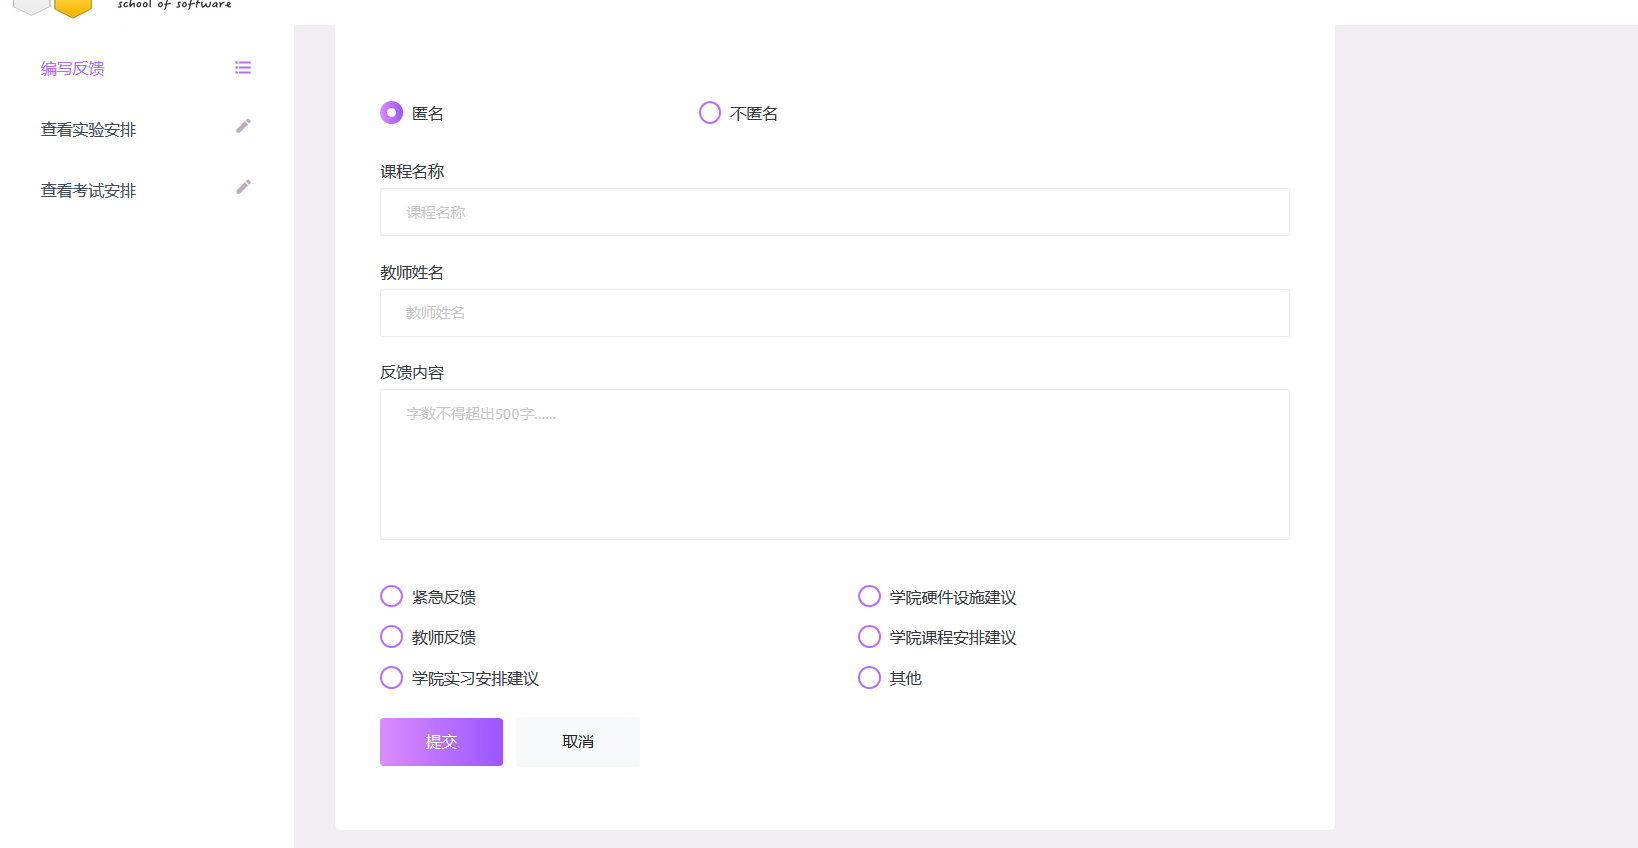 school of software
编写反馈
查看实验安排
查看考试安排
匿名
不匿名
课程名称
课程名称
教师姓名
教师姓名
反馈内容
字数不得超出500字......
紧急反馈
学院硬件设施建议
教师反馈
学院课程安排建议
学院实习安排建议
其他
提交
取消